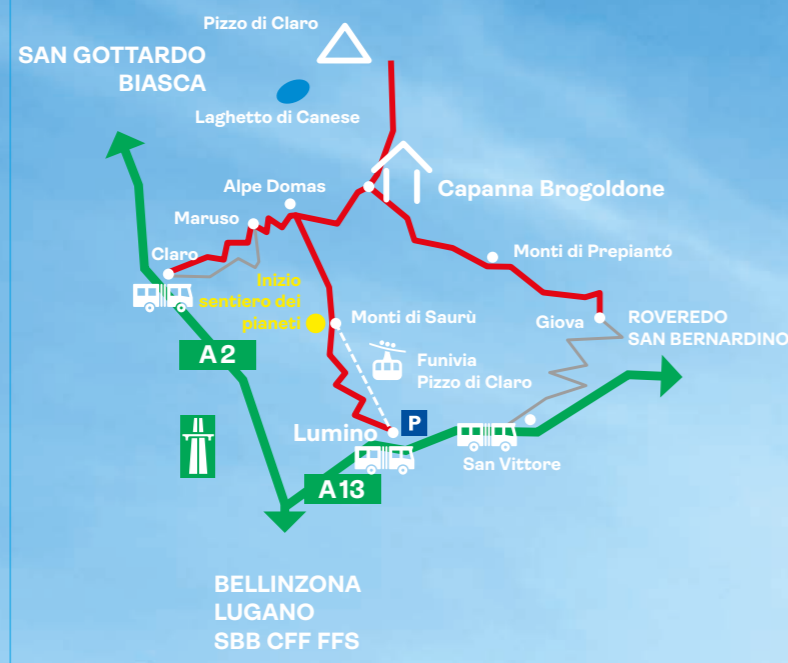 Pizzo di Claro
SAN GOTTARDO
BIASCA
Laghetto di Canese
Alpe Domas
Capanna Brogoldone
Maruso
Claro
Monti di Prepiantó
Inizio
sentiero dei
pianeti
Monti di Saurù
Giova
ROVEREDO
SAN BERNARDINO
A2
Funivia
Pizzo di Claro
P
Lumino
San Vittore
A13
BELLINZONA
LUGANO
SBB CFF FFS